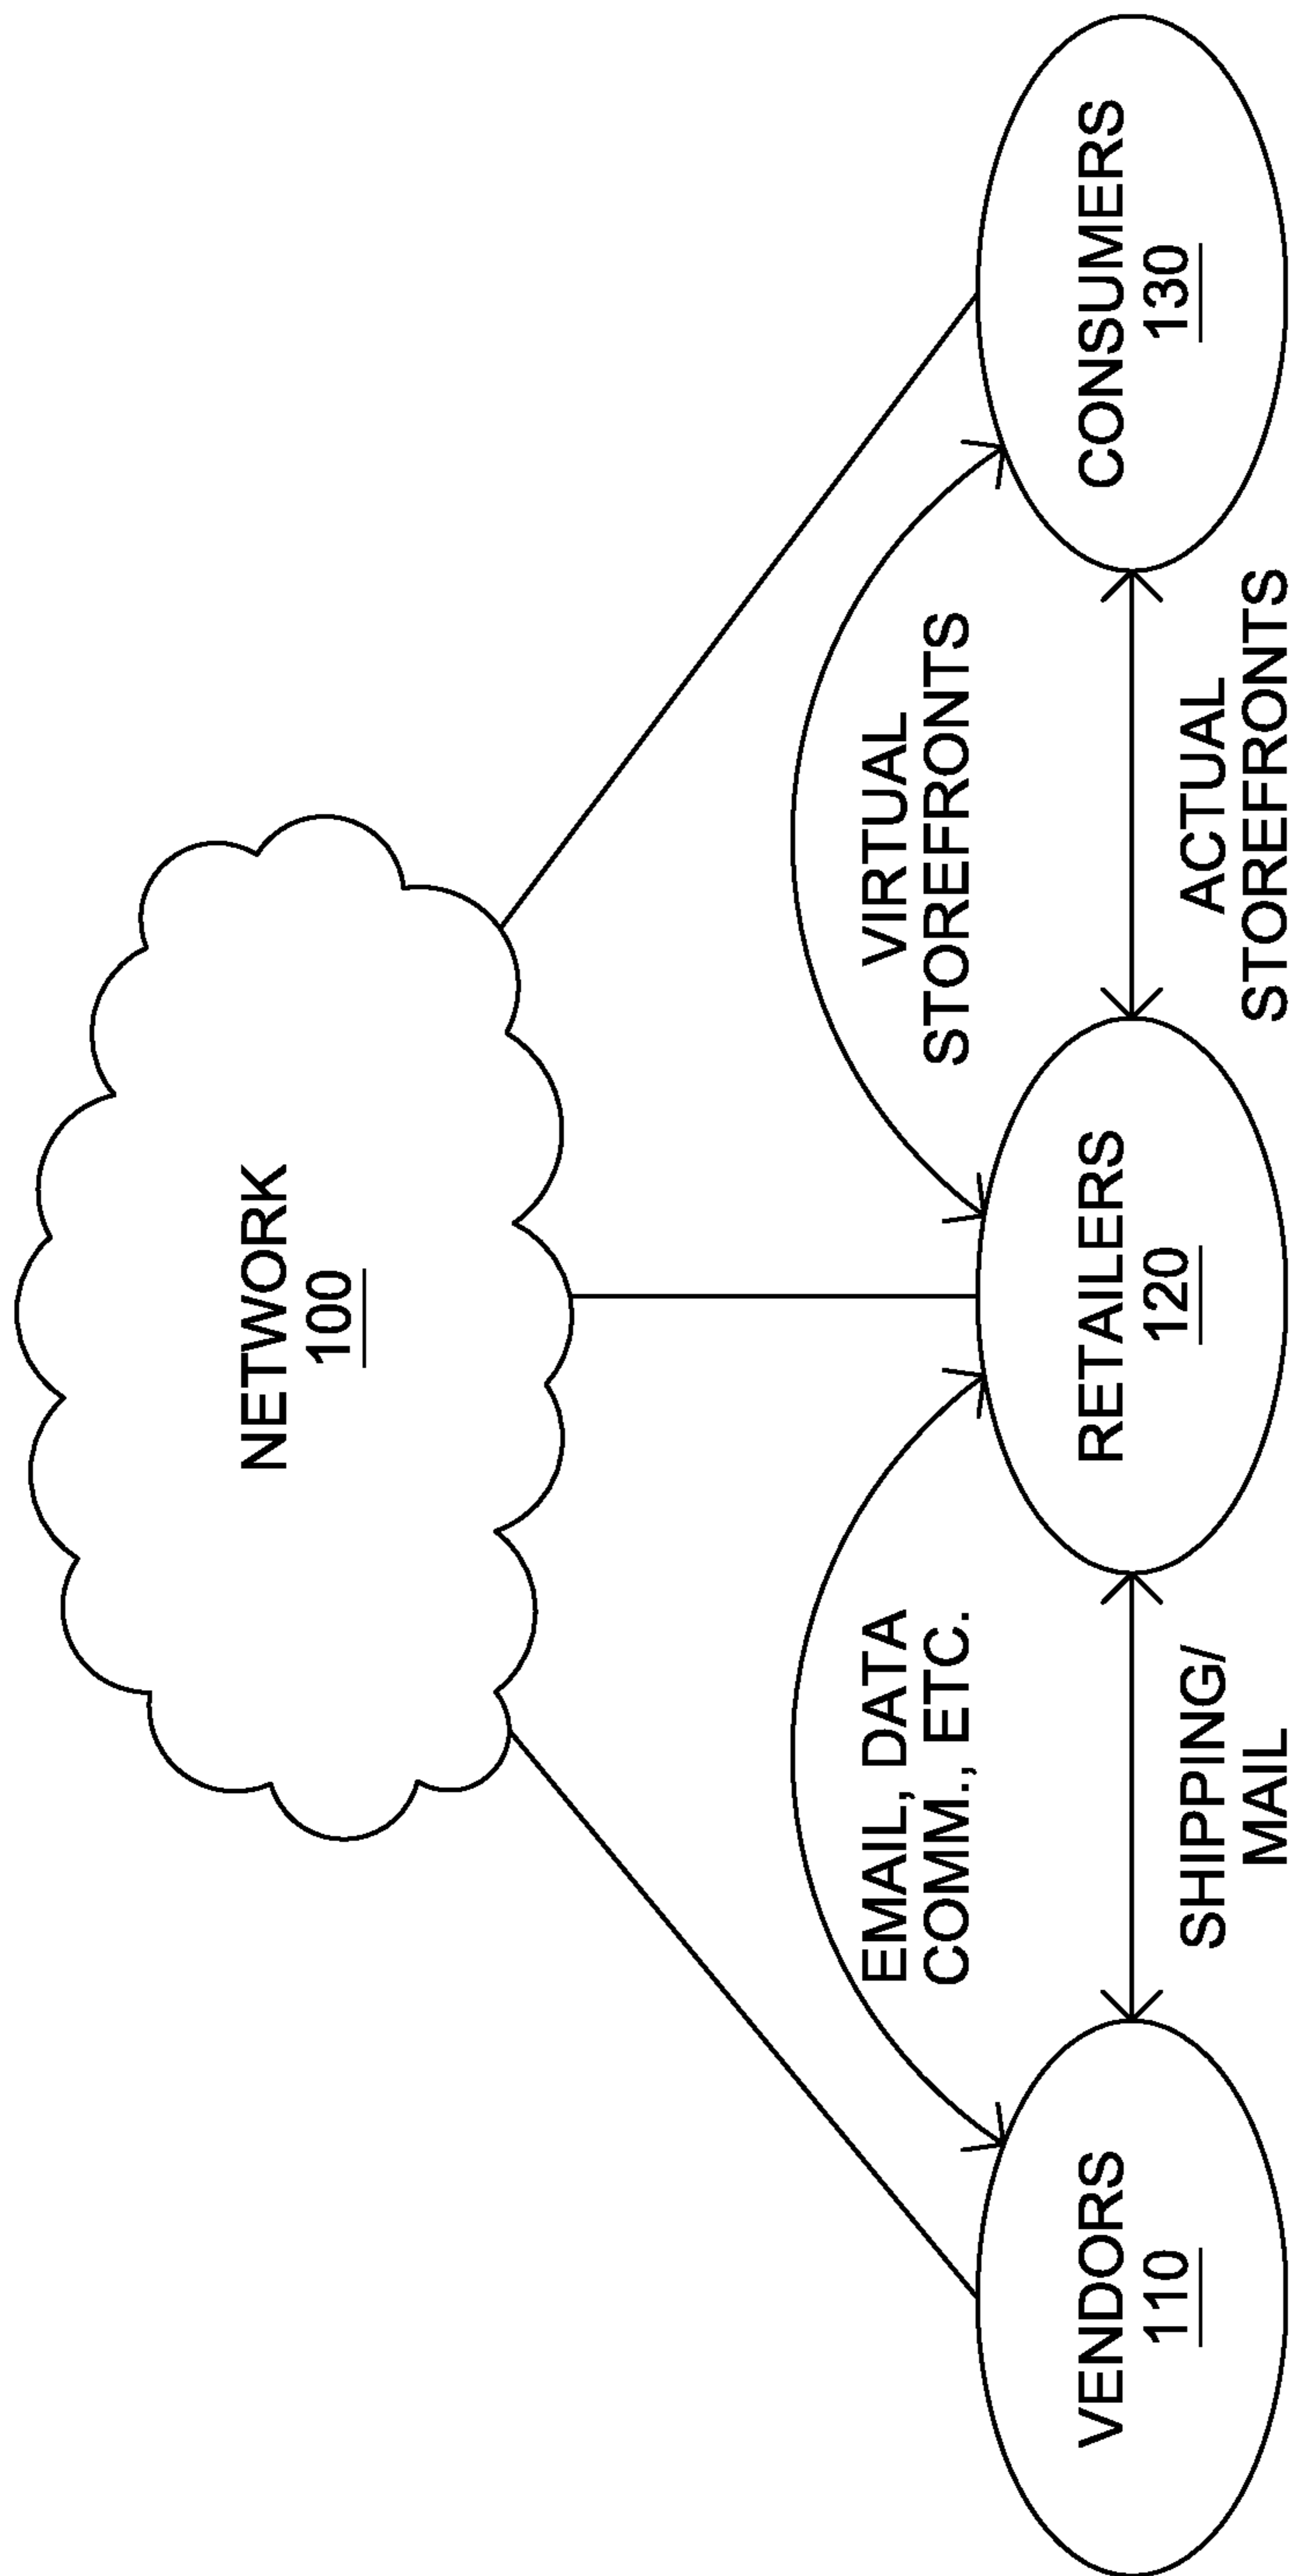 NETWORK
100
EMAIL, DATA
COMM., ETC.
VIRTUAL
STOREFRONTS
VENDORS
110
SHIPPING/
MAIL
RETAILERS
120
ACTUAL
STOREFRONTS
CONSUMERS
130